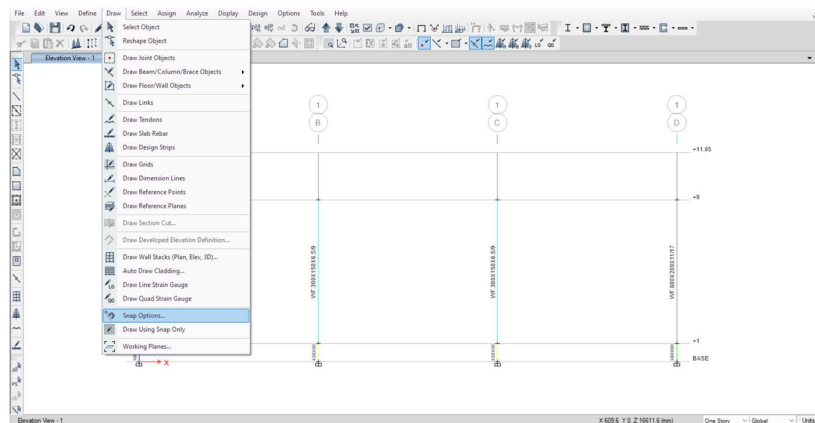 File Edit View Define Draw Select Assign Analyze Display Design Options Tools Help
Elevation View - 1
Select Object
Reshape Object
Draw Joint Objects
Draw Beam/Column/Brace Objects
Draw Floor/Wall Objects
Draw Links
Draw Tendons
Draw Slab Rebar
Draw Design Strips
Draw Grids
Draw Dimension Lines
Draw Reference Points
Draw Reference Planes
Draw Section Cut...
Draw Developed Elevation Definition...
Draw Wall Stacks (Plan, Elev, 3D)...
Auto Draw Cladding...
Draw Line Strain Gauge
Draw Quad Strain Gauge
Snap Options...
Draw Using Snap Only
Working Planes...
1 1 1
B C D
+11.65
+9
WF 300X150X6.5/9
WF 300X150X6.5/9
WF 600X200X11/17
+1
BASE
X
Elevation View - 1
X 609.6 Y 0 Z 16611.6 (mm)
One Story
Global
Units